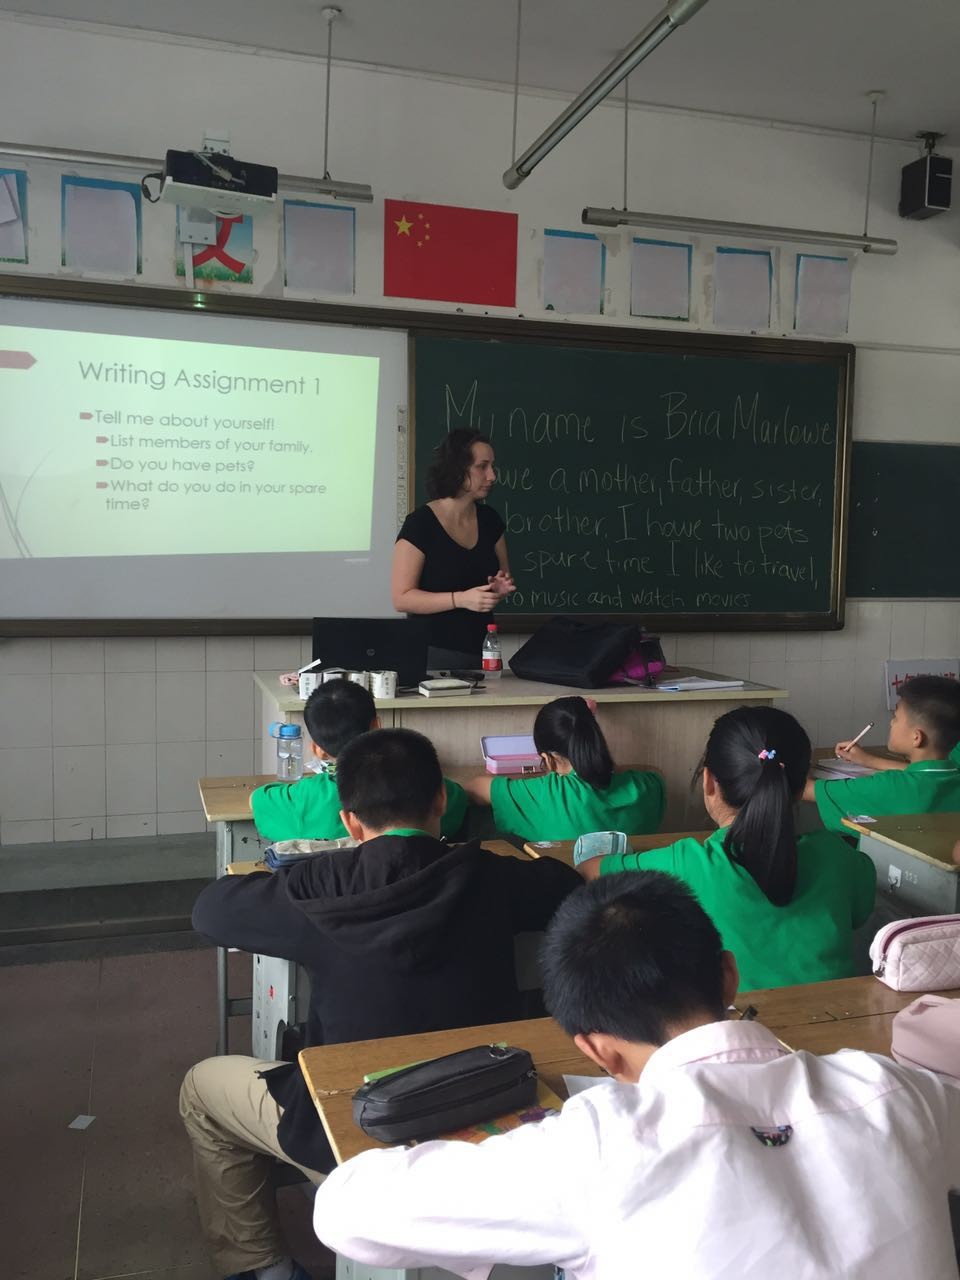 Writing Assignment 1
Tell me about yourself!
List members of your family.
Do you have pets?
What do you do in your spare
time?
My name is Bria Marlowe
a mother, father, sister,
brother. I have two pets
spare time I like to travel,
to music and watch movies